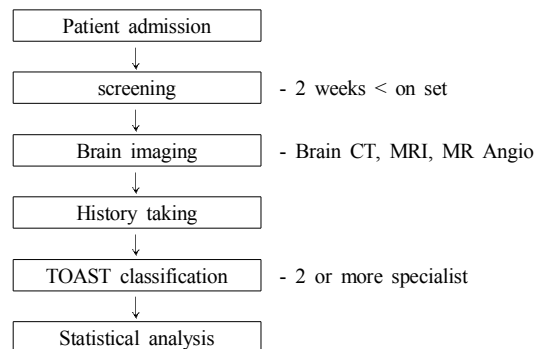 Patient admission
screening - 2 weeks < on set
Brain imaging - Brain CT, MRI, MR Angio
History taking
TOAST classification - 2 or more specialist
Statistical analysis